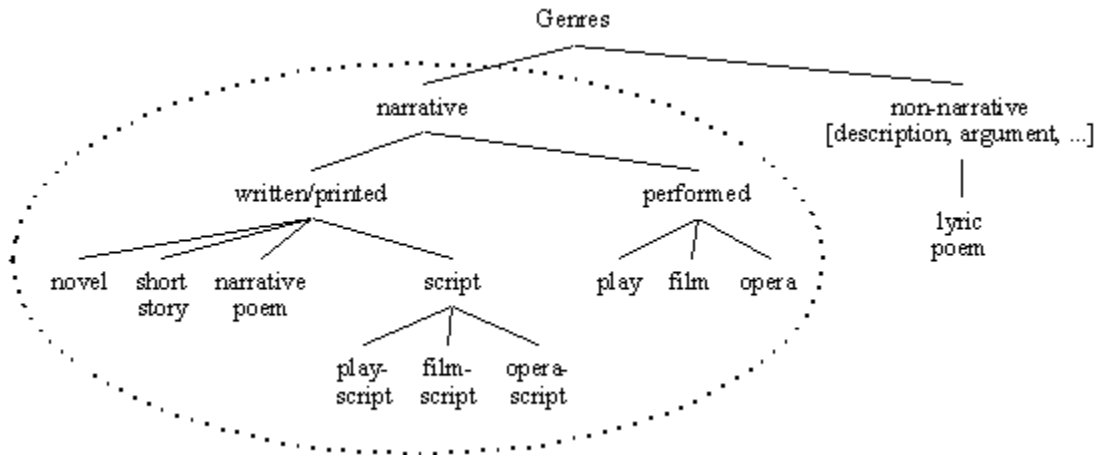 Genres
narrative
non-narrative
[description, argument, ...]
written/printed
performed
lyric
poem
novel
short
story
narrative
poem
script
play
film
opera
play-
script
film-
script
opera-
script